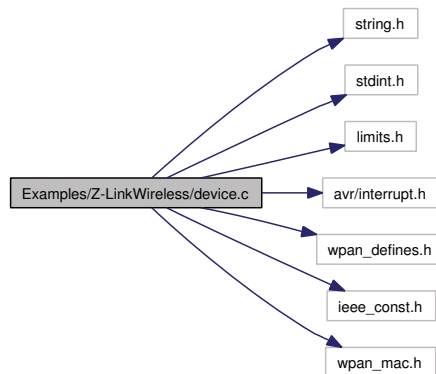 string.h
stdint.h
limits.h
Examples/Z-LinkWireless/device.c
avr/interrupt.h
wpan_defines.h
ieee_const.h
wpan_mac.h